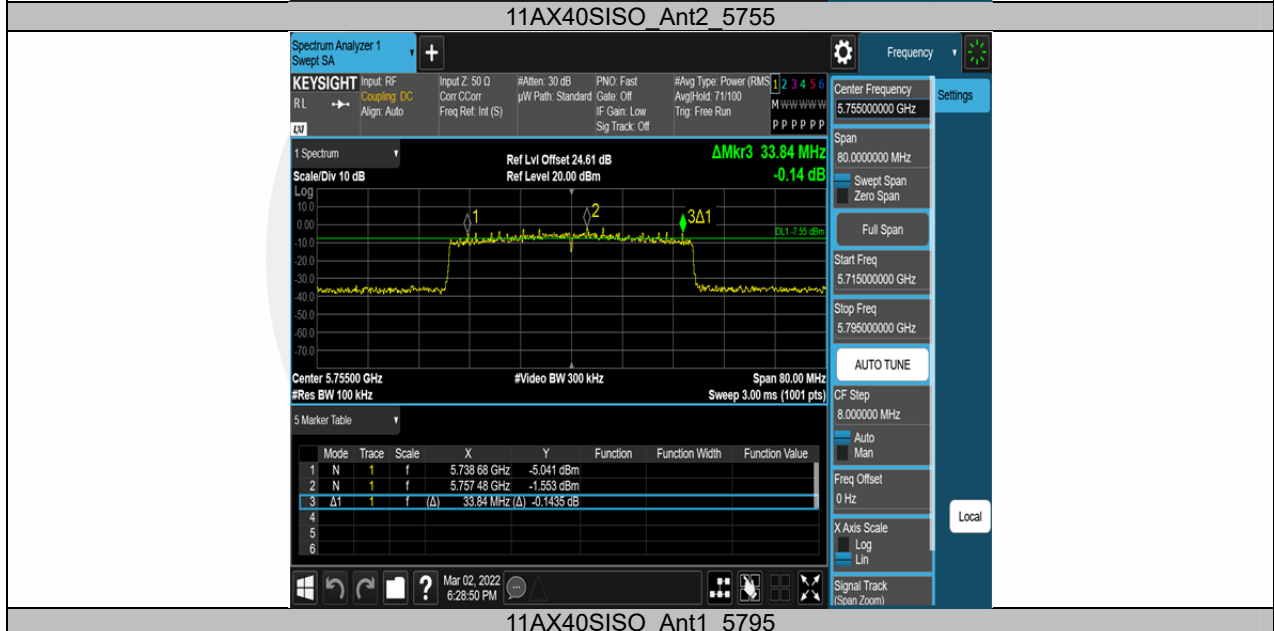 11AX40SISO_Ant2_5755
Spectrum Analyzer 1
Swept SA
+
Frequency
KEYSIGHT
RL
LXI
Input: RF
Coupling: DC
Align: Auto
Input Z: 50 Ω
Corr CCorr
Freq Ref: Int (S)
#Atten: 30 dB
µW Path: Standard
PNO: Fast
Gate: Off
IF Gain: Low
Sig Track: Off
#Avg Type: Power (RMS
Avg|Hold: 71/100
Trig: Free Run
1 2 3 4 5 6
M W W W W W
P P P P P P
Center Frequency
5.755000000 GHz
Settings
Span
80.0000000 MHz
Swept Span
Zero Span
Full Span
Start Freq
5.715000000 GHz
Stop Freq
5.795000000 GHz
AUTO TUNE
CF Step
8.000000 MHz
Auto
Man
Freq Offset
0 Hz
X Axis Scale
Log
Lin
Signal Track
(Span Zoom)
Local
1 Spectrum
Scale/Div 10 dB
Ref Lvl Offset 24.61 dB
Ref Level 20.00 dBm
ΔMkr3 33.84 MHz
-0.14 dB
Log
10.0
0.00
-10.0
-20.0
-30.0
-40.0
-50.0
-60.0
-70.0
1
2
3Δ1
DL1 -7.55 dBm
Center 5.75500 GHz
#Video BW 300 kHz
Span 80.00 MHz
#Res BW 100 kHz
Sweep 3.00 ms (1001 pts)
5 Marker Table
Mode Trace Scale X Y Function Function Width Function Value
1 N 1 f 5.738 68 GHz -5.041 dBm
2 N 1 f 5.757 48 GHz -1.553 dBm
3 Δ1 1 f (Δ) 33.84 MHz (Δ) -0.1435 dB
4
5
6
?
Mar 02, 2022
6:28:50 PM
11AX40SISO_Ant1_5795